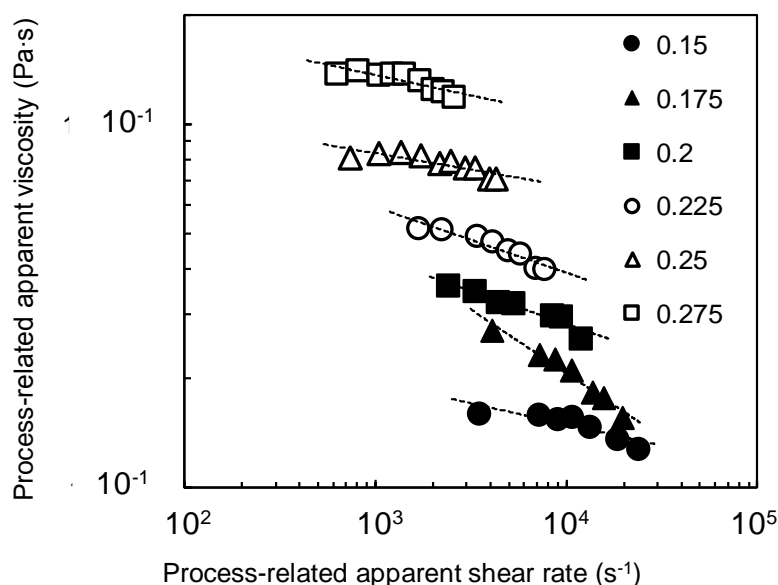 Process-related apparent viscosity (Pa·s)
10⁻¹
10⁻¹
0.15
0.175
0.2
0.225
0.25
0.275
10² 10³ 10⁴ 10⁵
Process-related apparent shear rate (s⁻¹)